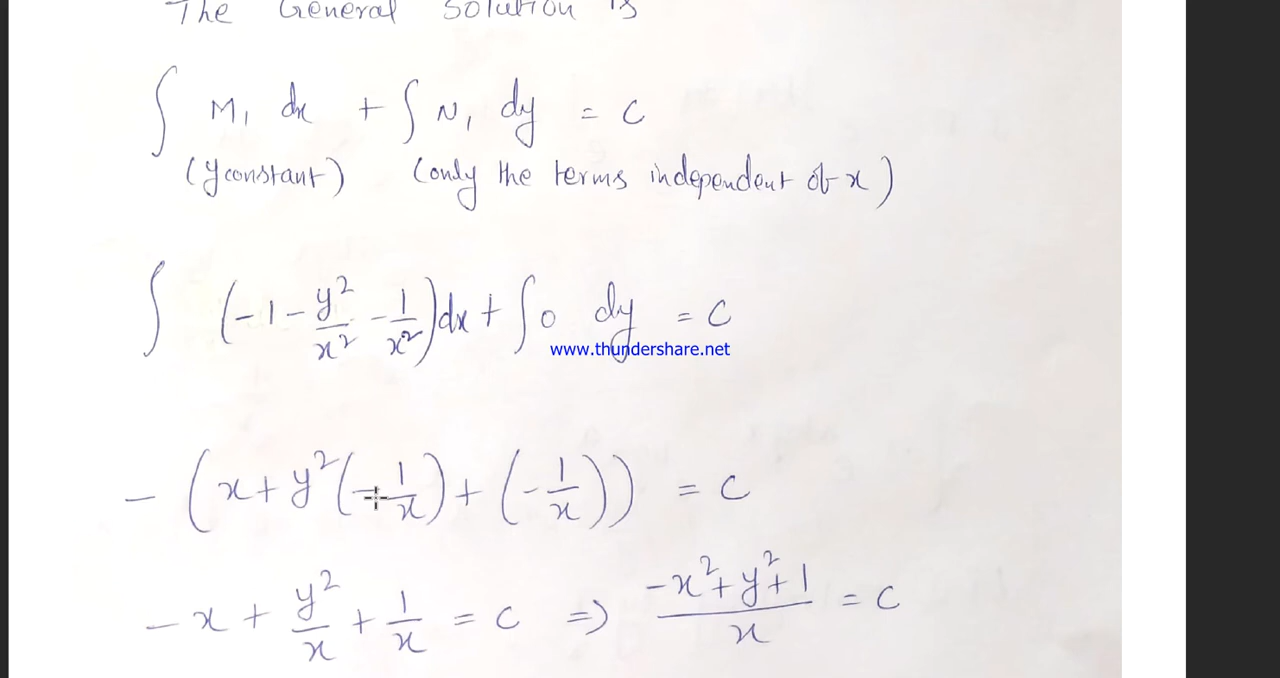 The General Solution is
∫ M₁ dx + ∫ N₁ dy = C
(y constant) (only the terms independent of x)
∫ (-1 - y²/x² - 1/x²) dx + ∫ 0 dy = C
www.thundershare.net
- (x + y²(-1/x) + (-1/x)) = C
- x + y²/x + 1/x = C ⇒ (-x² + y² + 1)/x = C